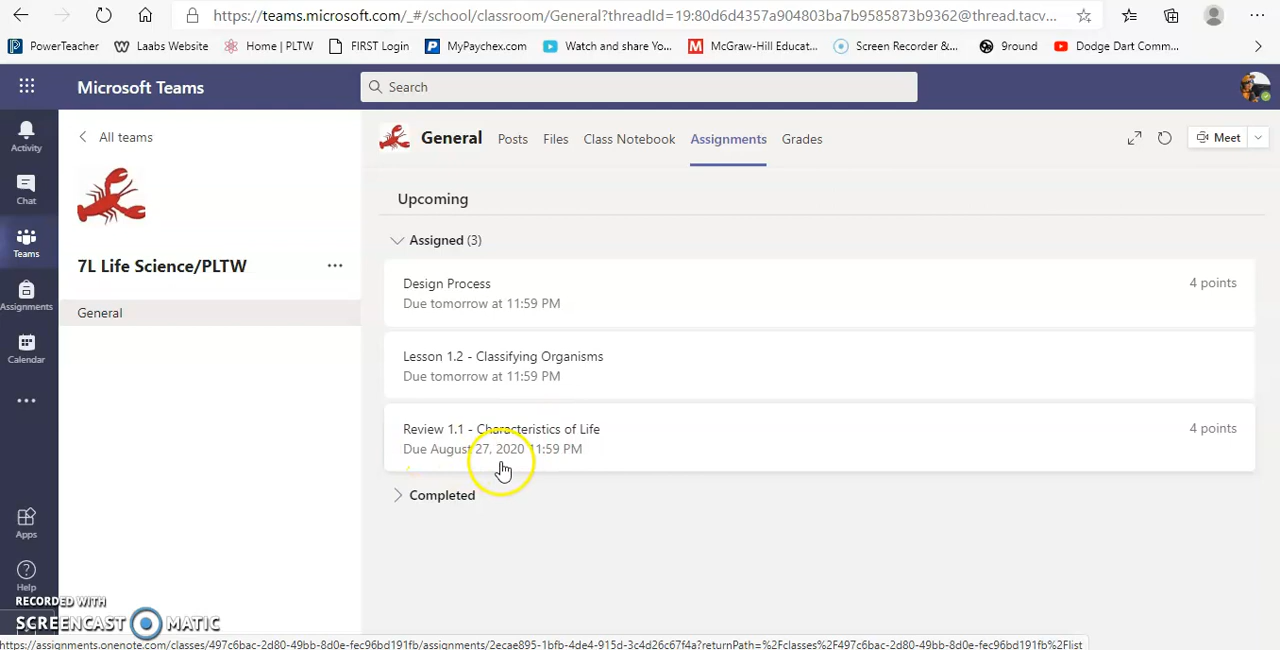 https://teams.microsoft.com/_#/school/classroom/General?threadId=19:80d6d4357a904803ba7b9585873b9362@thread.tacv...
PowerTeacher Laabs Website Home | PLTW FIRST Login MyPaychex.com Watch and share Yo... McGraw-Hill Educat... Screen Recorder &... 9round Dodge Dart Comm...
Microsoft Teams
Search
Activity
Chat
Teams
Assignments
Calendar
Apps
Help
All teams
7L Life Science/PLTW
General
General Posts Files Class Notebook Assignments Grades Meet
Upcoming
Assigned (3)
Design Process 4 points
Due tomorrow at 11:59 PM
Lesson 1.2 - Classifying Organisms
Due tomorrow at 11:59 PM
Review 1.1 - Characteristics of Life 4 points
Due August 27, 2020 11:59 PM
Completed
RECORDED WITH
SCREENCAST MATIC
https://assignments.onenote.com/classes/497c6bac-2d80-49bb-8d0e-fec96bd191fb/assignments/2ecae895-1bfb-4de4-915d-3c4d26c67f4a?returnPath=%2Fclasses%2F497c6bac-2d80-49bb-8d0e-fec96bd191fb%2Flist